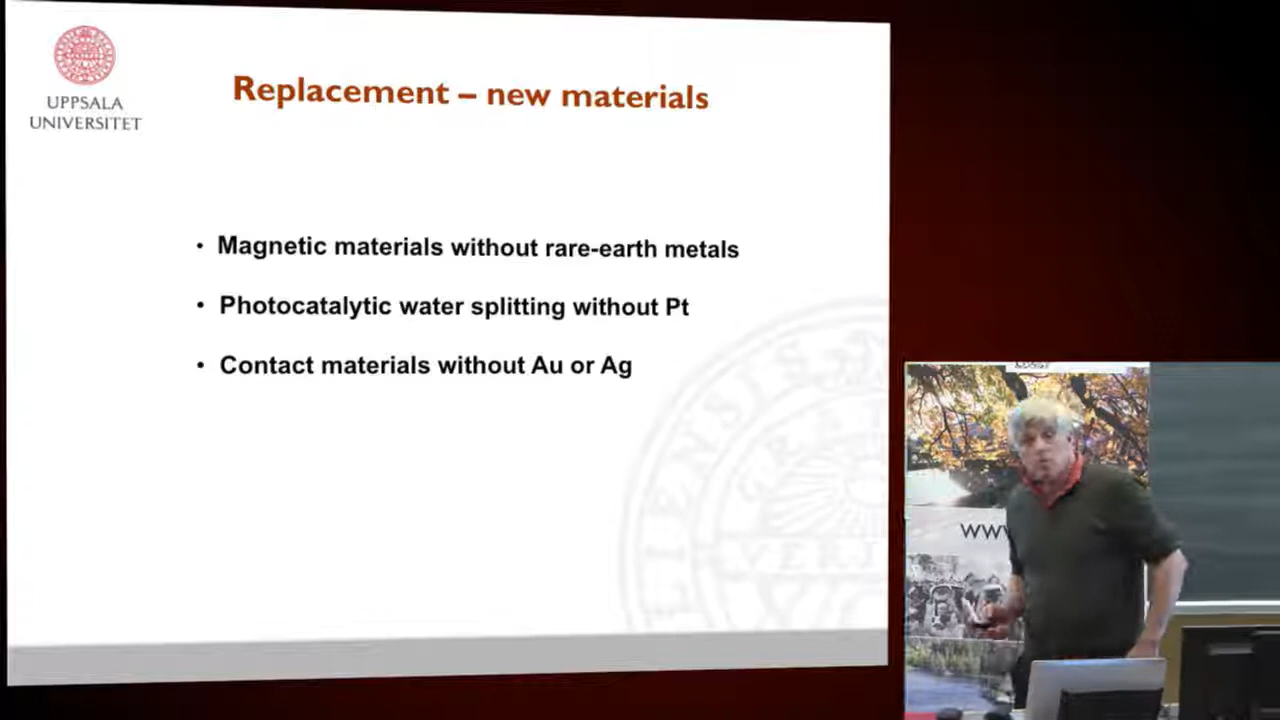 UPPSALA
UNIVERSITET
Replacement – new materials
• Magnetic materials without rare-earth metals
• Photocatalytic water splitting without Pt
• Contact materials without Au or Ag